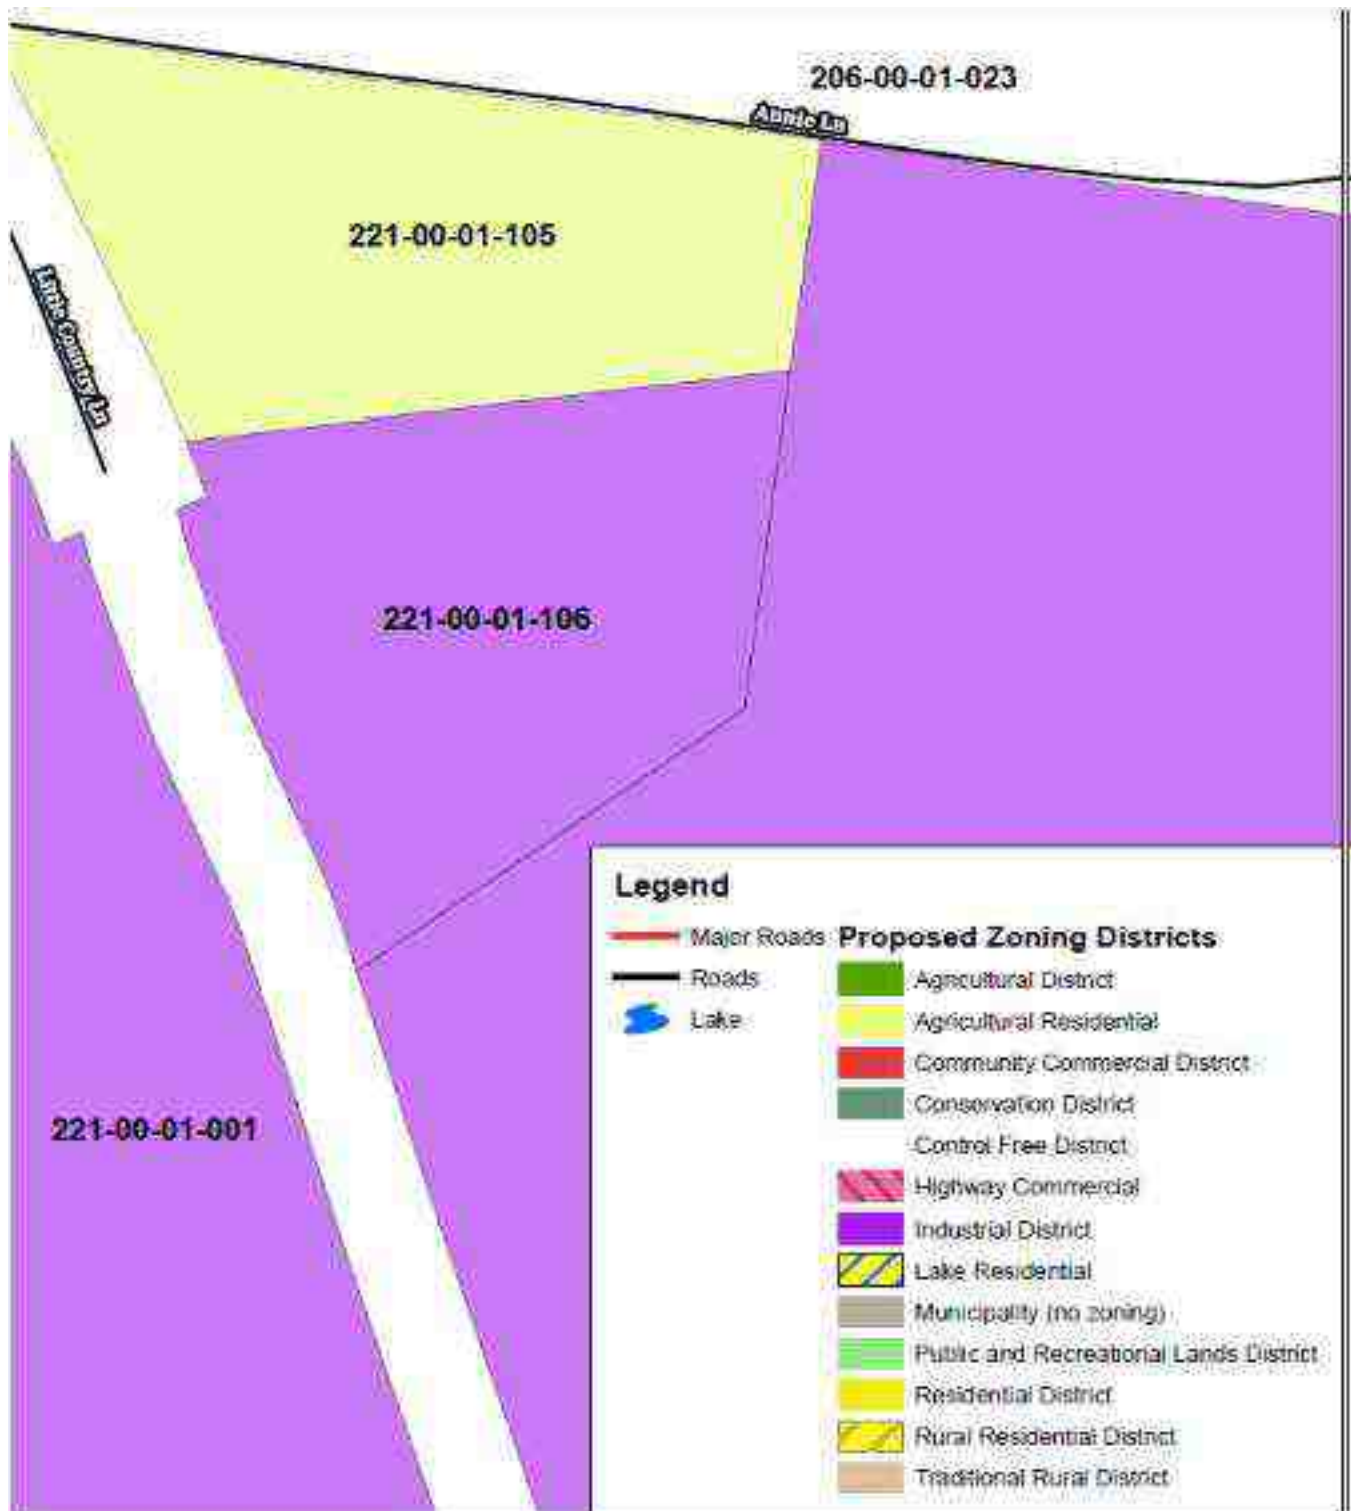 206-00-01-023
Annie Ln
221-00-01-105
Little Country Ln
221-00-01-106
221-00-01-001
Legend
Major Roads
Roads
Lake
Proposed Zoning Districts
Agricultural District
Agricultural Residential
Community Commercial District
Conservation District
Control Free District
Highway Commercial
Industrial District
Lake Residential
Municipality (no zoning)
Public and Recreational Lands District
Residential District
Rural Residential District
Traditional Rural District